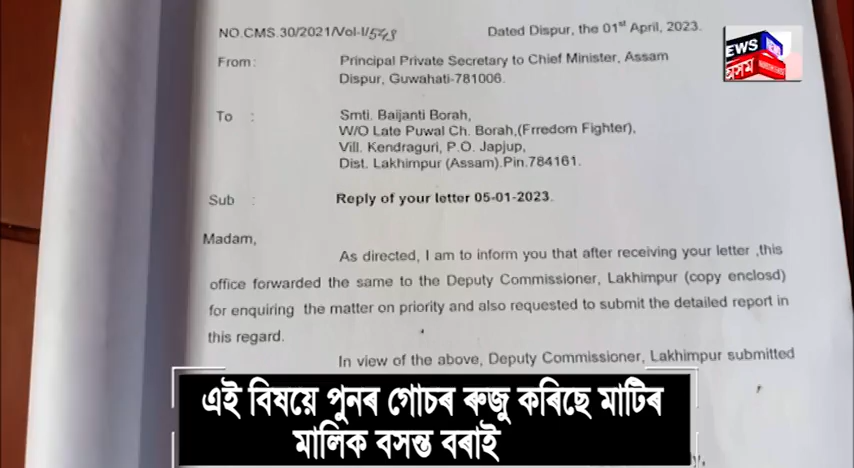 NO.CMS.30/2021/Vol-I/548 Dated Dispur, the 01st April, 2023.
EWS
অসম
From: Principal Private Secretary to Chief Minister, Assam
Dispur, Guwahati-781006.
To : Smti. Baijanti Borah,
W/O Late Puwal Ch. Borah,(Frredom Fighter),
Vill. Kendraguri, P.O. Japjup,
Dist. Lakhimpur (Assam).Pin.784161.
Sub : Reply of your letter 05-01-2023.
Madam,
As directed, I am to inform you that after receiving your letter ,this
office forwarded the same to the Deputy Commissioner, Lakhimpur (copy enclosd)
for enquiring the matter on priority and also requested to submit the detailed report in
this regard.
In view of the above, Deputy Commissioner, Lakhimpur submitted
এই বিষয়ে পুনৰ গোচৰ ৰুজু কৰিছে মাটিৰ
মালিক বসন্ত বৰাই